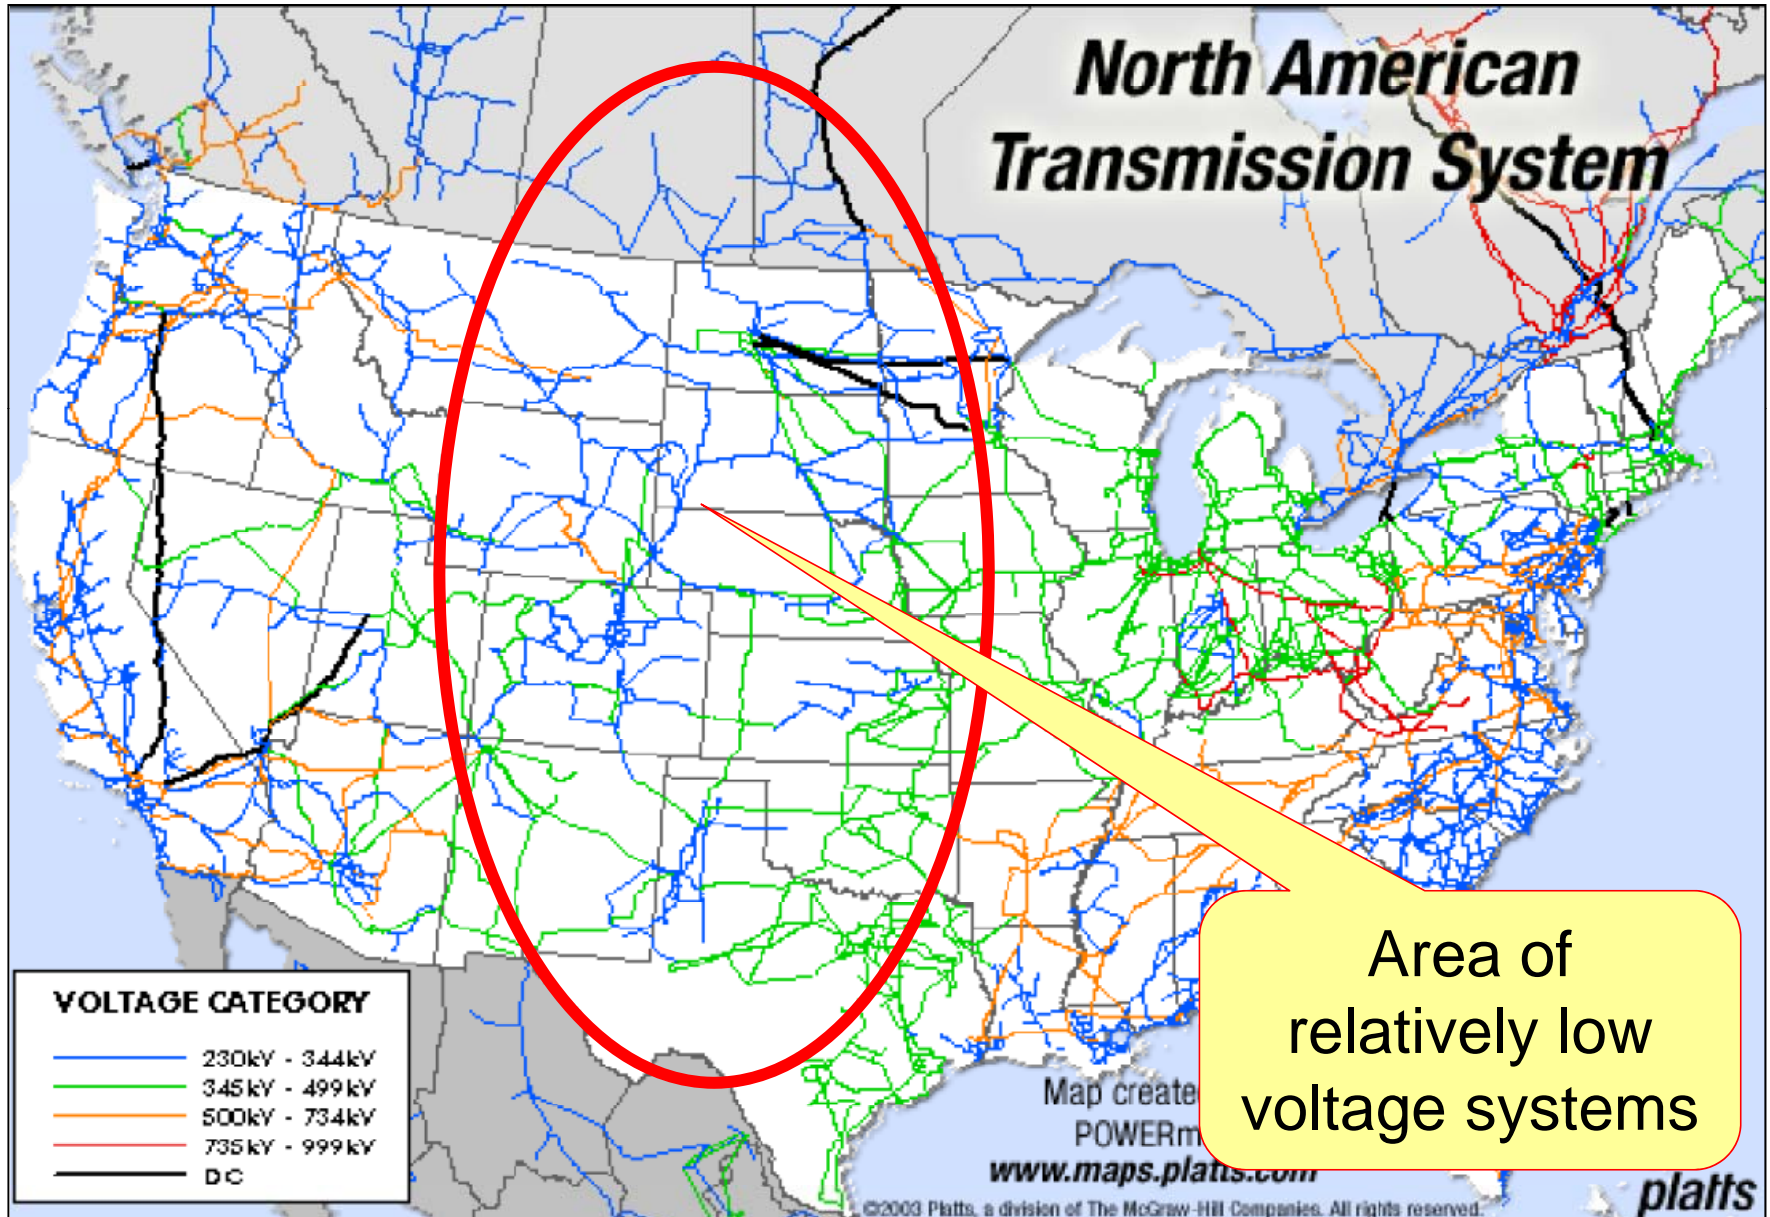 North American
Transmission System
VOLTAGE CATEGORY
230kV - 344kV
345kV - 499kV
500kV - 734kV
735kV - 999kV
DC
Area of
relatively low
voltage systems
Map create
POWERm
www.maps.platts.com
©2003 Platts, a division of The McGraw-Hill Companies. All rights reserved.
platts